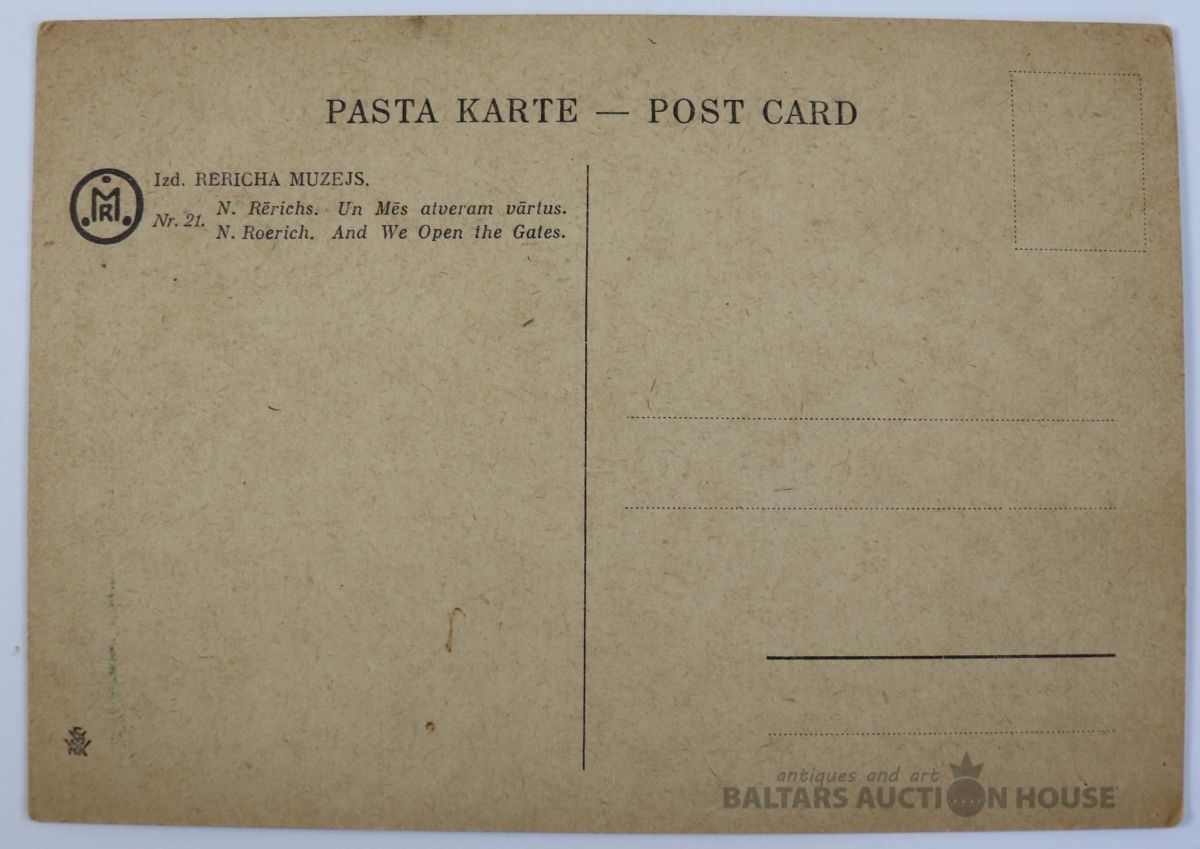 PASTA KARTE — POST CARD
MR
Izd. RERICHA MUZEJS.
Nr. 21.
N. Rērichs. Un Mēs atveram vārtus.
N. Roerich. And We Open the Gates.
antiques and art
BALTARS AUCTION HOUSE